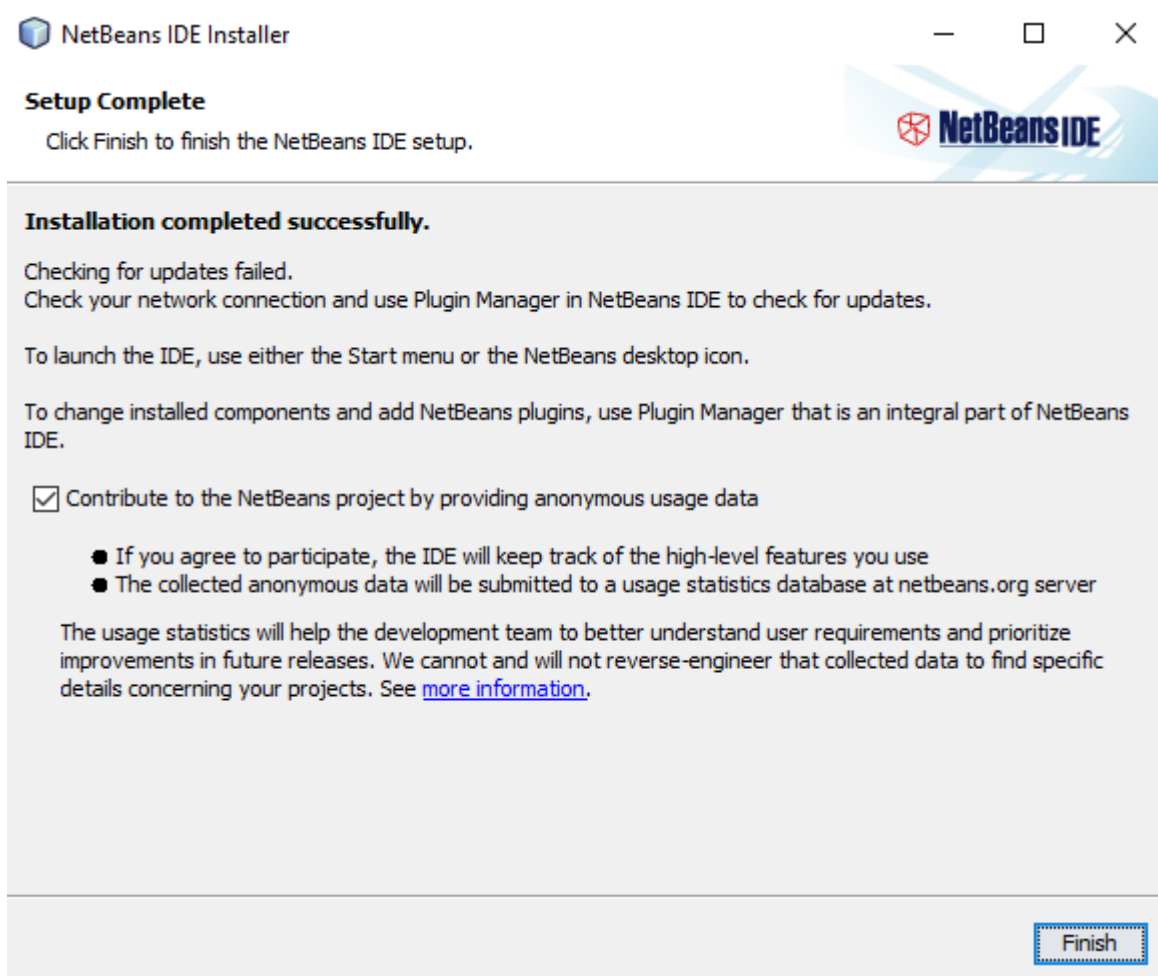 NetBeans IDE Installer
Setup Complete
Click Finish to finish the NetBeans IDE setup.
NetBeans IDE
Installation completed successfully.
Checking for updates failed.
Check your network connection and use Plugin Manager in NetBeans IDE to check for updates.
To launch the IDE, use either the Start menu or the NetBeans desktop icon.
To change installed components and add NetBeans plugins, use Plugin Manager that is an integral part of NetBeans
IDE.
Contribute to the NetBeans project by providing anonymous usage data
● If you agree to participate, the IDE will keep track of the high-level features you use
● The collected anonymous data will be submitted to a usage statistics database at netbeans.org server
The usage statistics will help the development team to better understand user requirements and prioritize
improvements in future releases. We cannot and will not reverse-engineer that collected data to find specific
details concerning your projects. See more information.
Finish